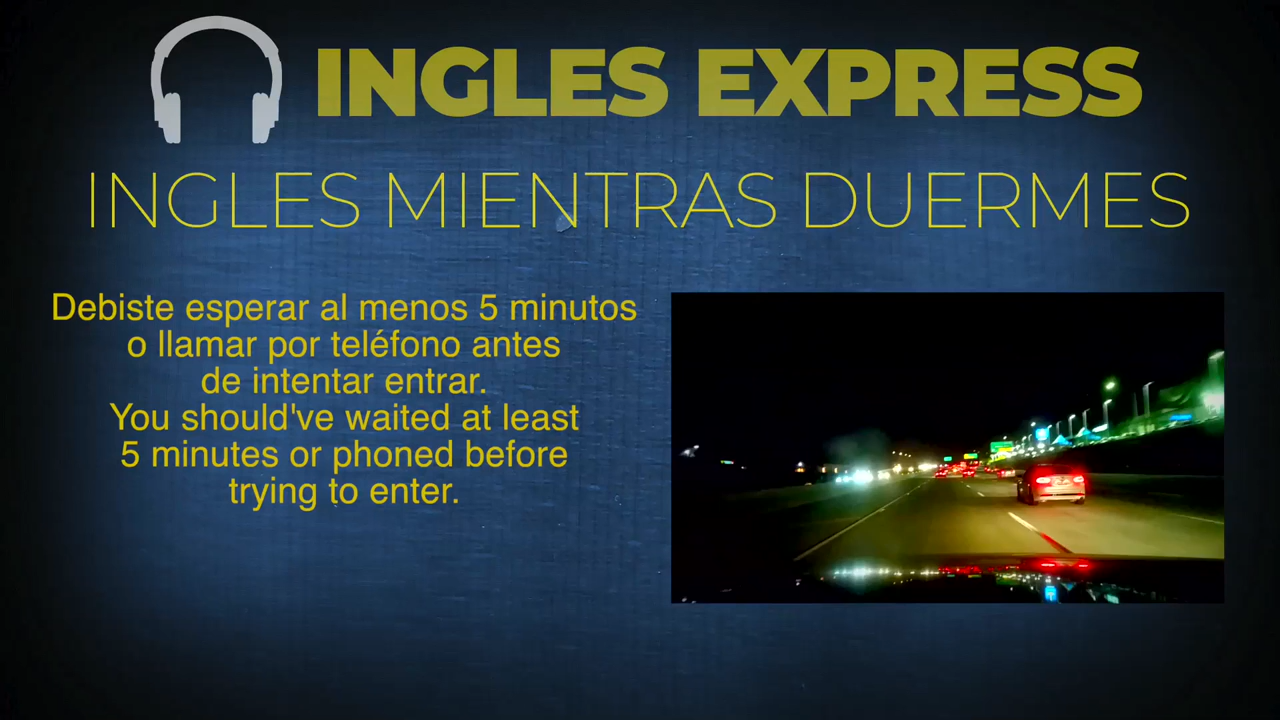 INGLES EXPRESS
INGLES MIENTRAS DUERMES
Debiste esperar al menos 5 minutos
o llamar por teléfono antes
de intentar entrar.
You should've waited at least
5 minutes or phoned before
trying to enter.